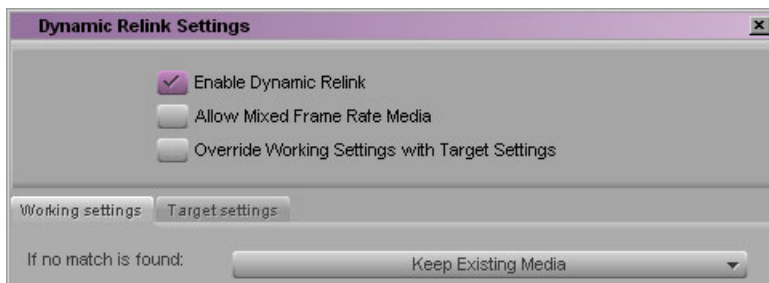 Dynamic Relink Settings
Enable Dynamic Relink
Allow Mixed Frame Rate Media
Override Working Settings with Target Settings
Working settings Target settings
If no match is found: Keep Existing Media